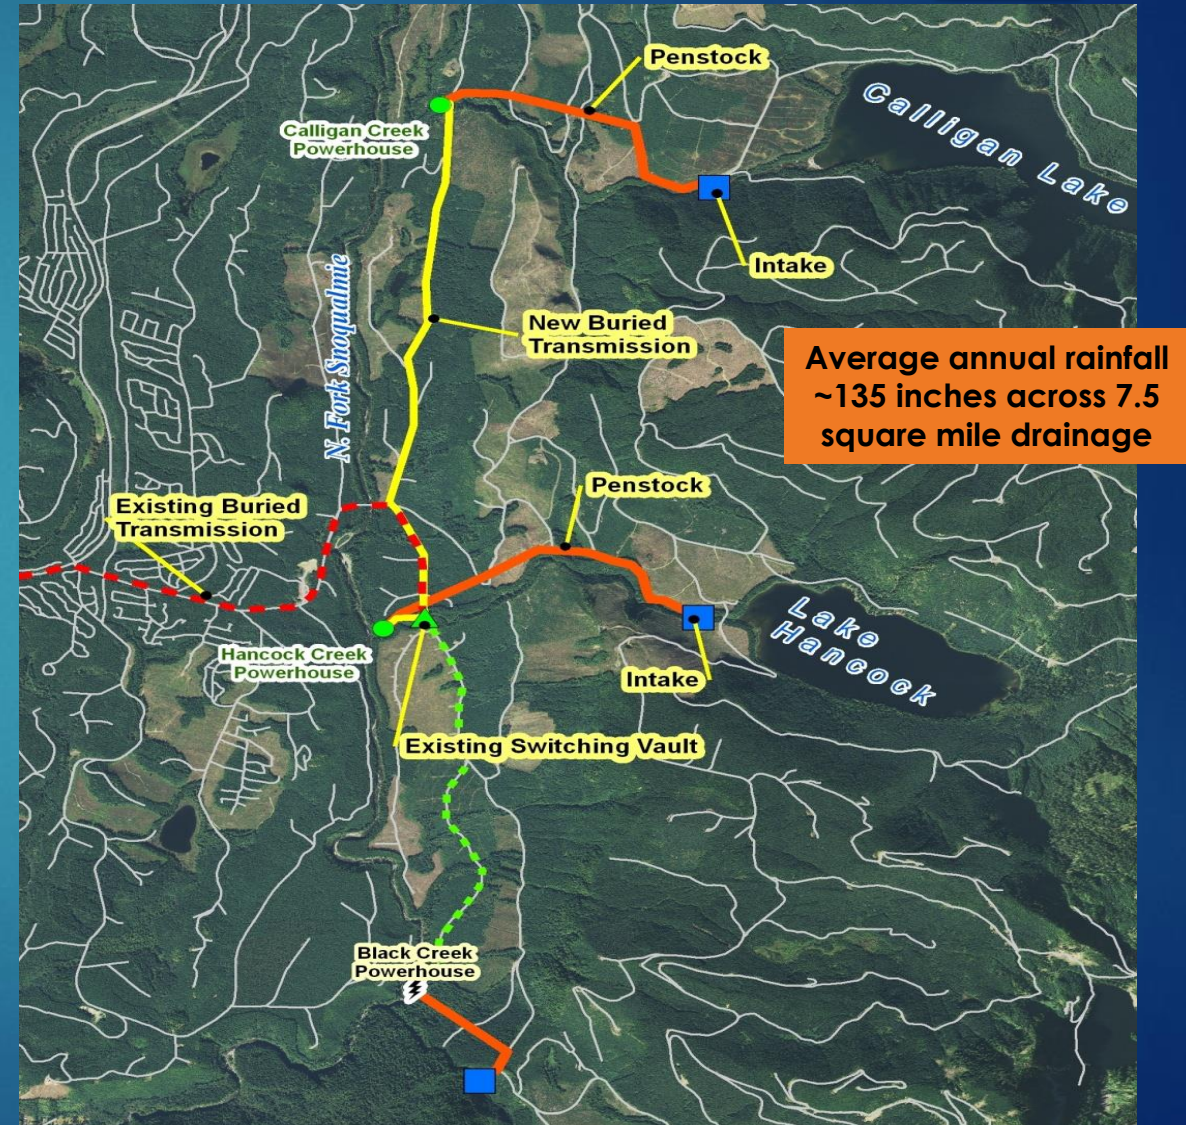 Penstock
Calligan Lake
Calligan Creek
Powerhouse
Intake
N. Fork Snoqualmie
New Buried
Transmission
Average annual rainfall
~135 inches across 7.5
square mile drainage
Penstock
Existing Buried
Transmission
Lake
Hancock
Hancock Creek
Powerhouse
Intake
Existing Switching Vault
Black Creek
Powerhouse